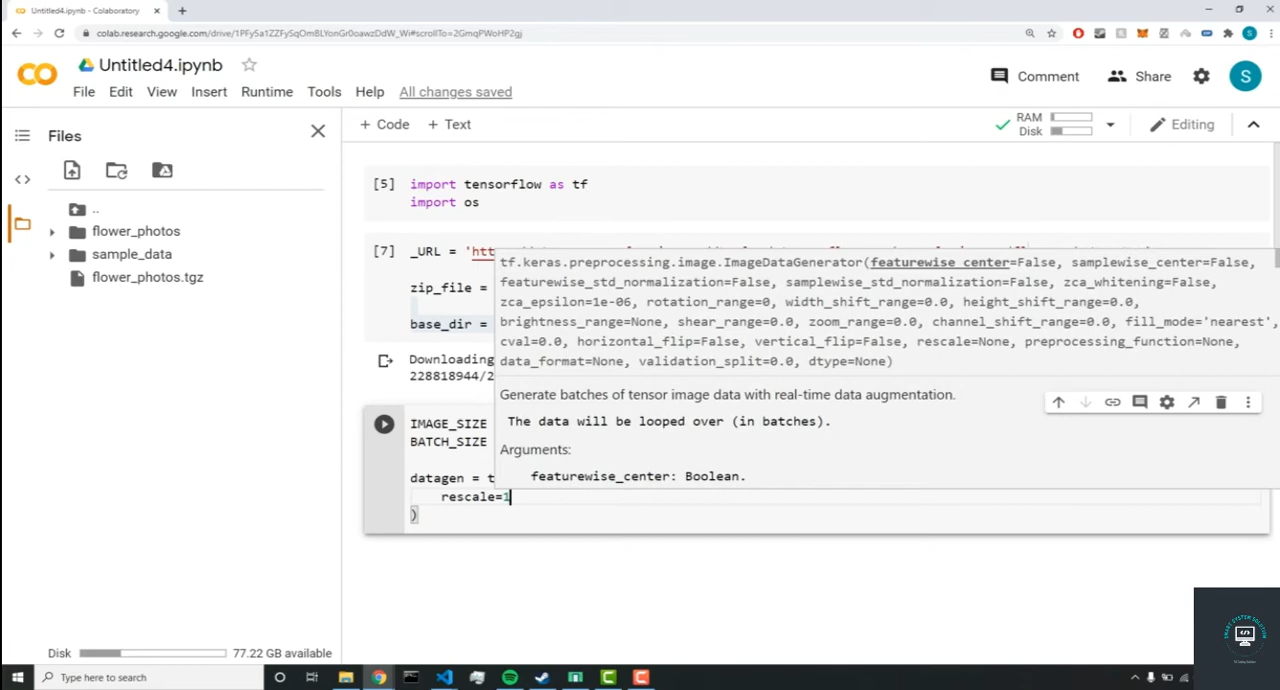 Untitled4.ipynb - Colaboratory
colab.research.google.com/drive/1PFy5a1ZZFySqOm8LYonGr0oawzDdW_Wi#scrollTo=2GmqPWoHP2gj
Untitled4.ipynb
Comment
Share
S
File Edit View Insert Runtime Tools Help All changes saved
Files
+ Code + Text
RAM
Disk
Editing
..
flower_photos
sample_data
flower_photos.tgz
[5] import tensorflow as tf
import os
[7] _URL = 'htt
zip_file =
base_dir =
Downloading
228818944/2
tf.keras.preprocessing.image.ImageDataGenerator(featurewise_center=False, samplewise_center=False,
featurewise_std_normalization=False, samplewise_std_normalization=False, zca_whitening=False,
zca_epsilon=1e-06, rotation_range=0, width_shift_range=0.0, height_shift_range=0.0,
brightness_range=None, shear_range=0.0, zoom_range=0.0, channel_shift_range=0.0, fill_mode='nearest',
cval=0.0, horizontal_flip=False, vertical_flip=False, rescale=None, preprocessing_function=None,
data_format=None, validation_split=0.0, dtype=None)
Generate batches of tensor image data with real-time data augmentation.
The data will be looped over (in batches).
Arguments:
featurewise_center: Boolean.
IMAGE_SIZE
BATCH_SIZE
datagen = t
rescale=1
)
Disk 77.22 GB available
SMART SYSTEM SOLUTION
Type here to search